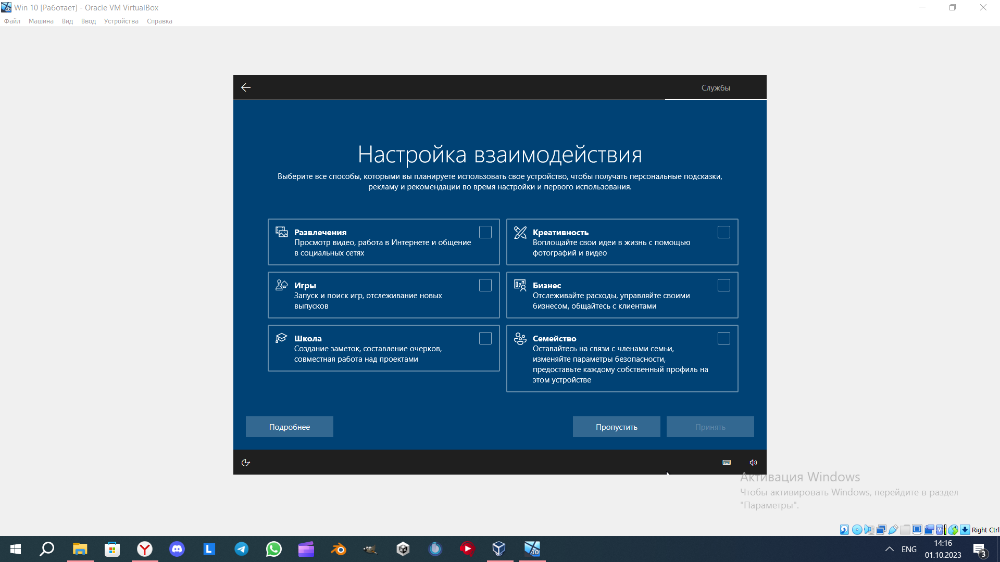 Win 10 [Работает] - Oracle VM VirtualBox
Файл Машина Вид Ввод Устройства Справка
Службы
Настройка взаимодействия
Выберите все способы, которыми вы планируете использовать свое устройство, чтобы получать персональные подсказки,
рекламу и рекомендации во время настройки и первого использования.
Развлечения
Просмотр видео, работа в Интернете и общение
в социальных сетях
Креативность
Воплощайте свои идеи в жизнь с помощью
фотографий и видео
Игры
Запуск и поиск игр, отслеживание новых
выпусков
Бизнес
Отслеживайте расходы, управляйте своими
бизнесом, общайтесь с клиентами
Школа
Создание заметок, составление очерков,
совместная работа над проектами
Семейство
Оставайтесь на связи с членами семьи,
изменяйте параметры безопасности,
предоставьте каждому собственный профиль на
этом устройстве
Подробнее
Пропустить
Принять
Активация Windows
Чтобы активировать Windows, перейдите в раздел
"Параметры".
Right Ctrl
ENG
14:16
01.10.2023
3